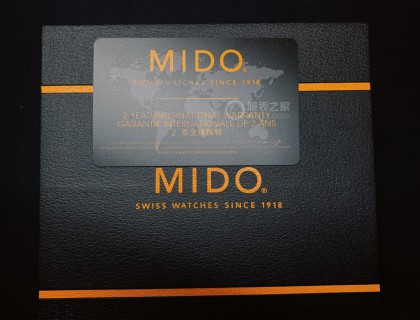 MIDO®
SWISS WATCHES SINCE 1918
2 YEAR INTERNATIONAL WARRANTY
GARANTIE INTERNATIONALE DE 2 ANS
2 年全球保修
MIDO®
SWISS WATCHES SINCE 1918